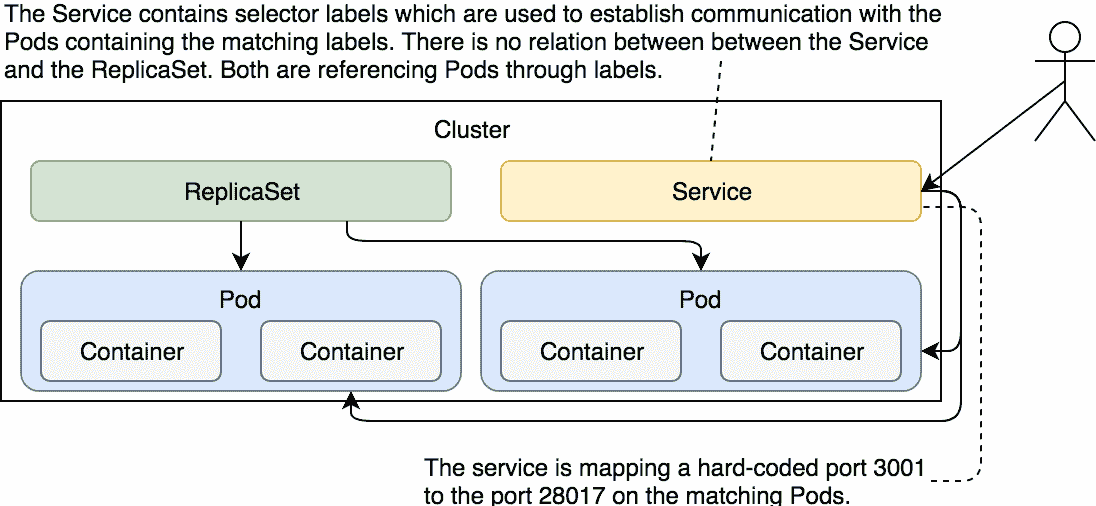 The Service contains selector labels which are used to establish communication with the
Pods containing the matching labels. There is no relation between between the Service
and the ReplicaSet. Both are referencing Pods through labels.
Cluster
ReplicaSet
Service
Pod
Pod
Container
Container
Container
Container
The service is mapping a hard-coded port 3001
to the port 28017 on the matching Pods.